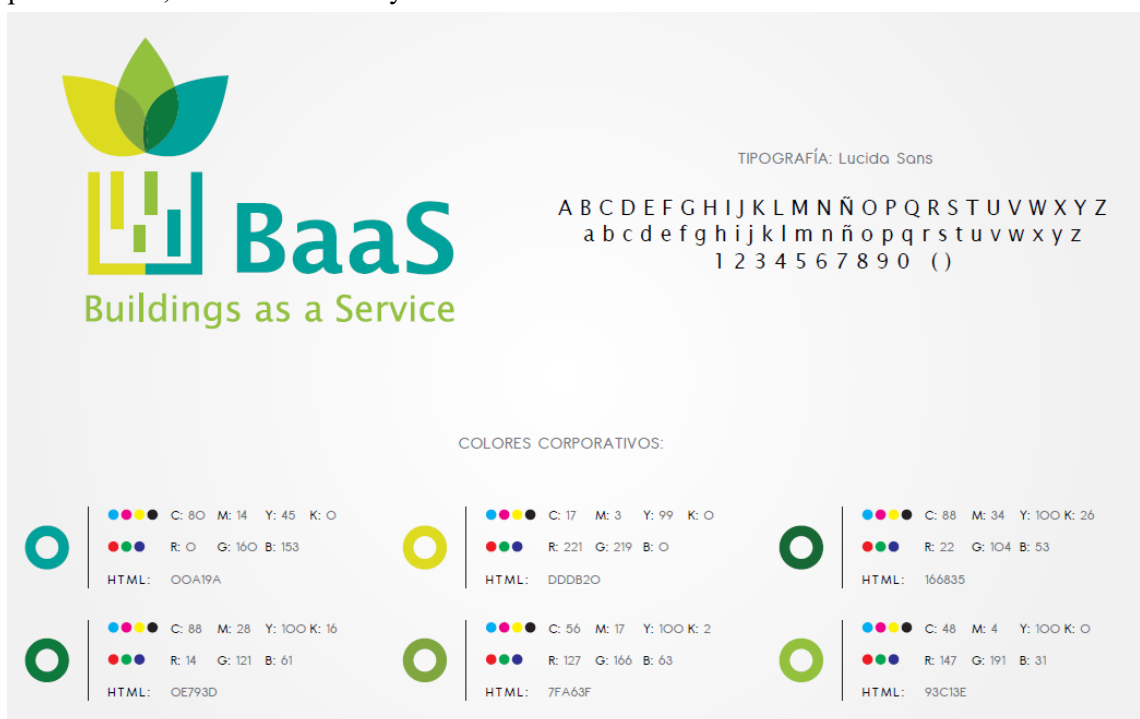 BaaS
Buildings as a Service
TIPOGRAFÍA: Lucida Sans
A B C D E F G H I J K L M N Ñ O P Q R S T U V W X Y Z
a b c d e f g h i j k l m n ñ o p q r s t u v w x y z
1 2 3 4 5 6 7 8 9 0 ( )
COLORES CORPORATIVOS:
C: 80 M: 14 Y: 45 K: 0
R: 0 G: 160 B: 153
HTML: 00A19A
C: 17 M: 3 Y: 99 K: 0
R: 221 G: 219 B: 0
HTML: DDDB20
C: 88 M: 34 Y: 100 K: 26
R: 22 G: 104 B: 53
HTML: 166835
C: 88 M: 28 Y: 100 K: 16
R: 14 G: 121 B: 61
HTML: 0E793D
C: 56 M: 17 Y: 100 K: 2
R: 127 G: 166 B: 63
HTML: 7FA63F
C: 48 M: 4 Y: 100 K: 0
R: 147 G: 191 B: 31
HTML: 93C13E